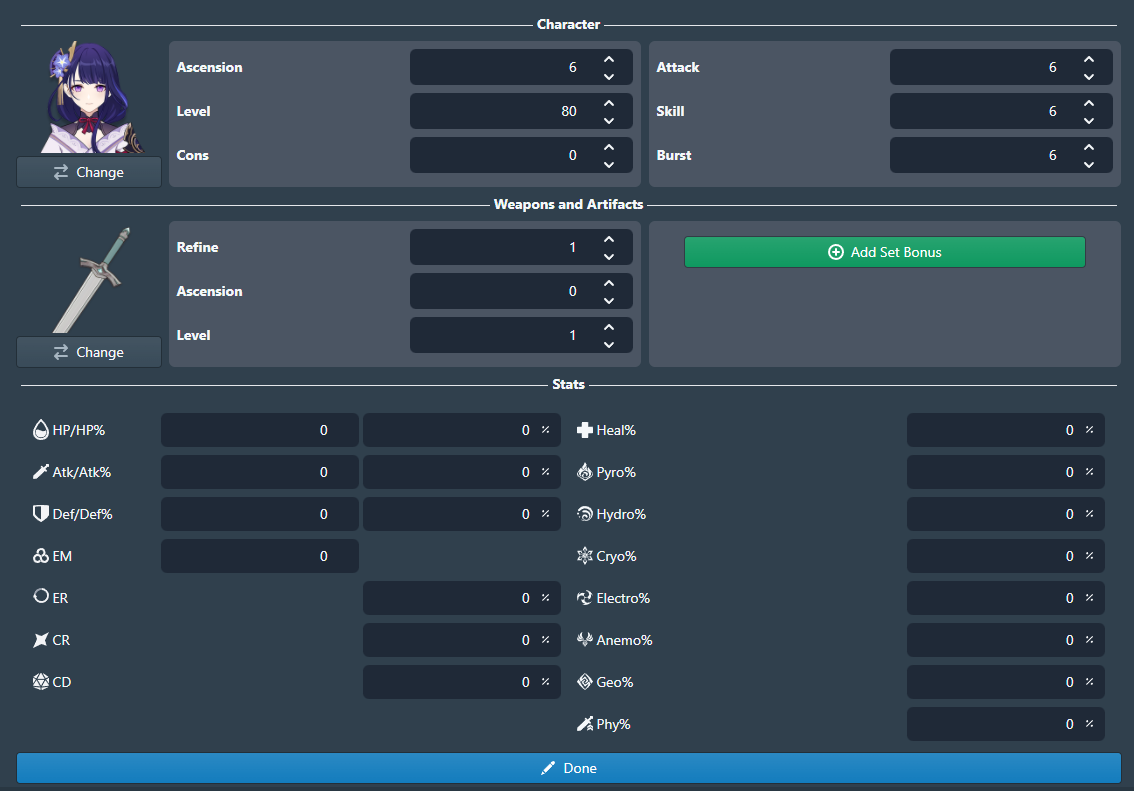 Character
Ascension 6 Attack 6
Level 80 Skill 6
Cons 0 Burst 6
Change
Weapons and Artifacts
Refine 1 Add Set Bonus
Ascension 0
Level 1
Change
Stats
HP/HP% 0 0 % Heal% 0 %
Atk/Atk% 0 0 % Pyro% 0 %
Def/Def% 0 0 % Hydro% 0 %
EM 0 Cryo% 0 %
ER 0 % Electro% 0 %
CR 0 % Anemo% 0 %
CD 0 % Geo% 0 %
Phy% 0 %
Done